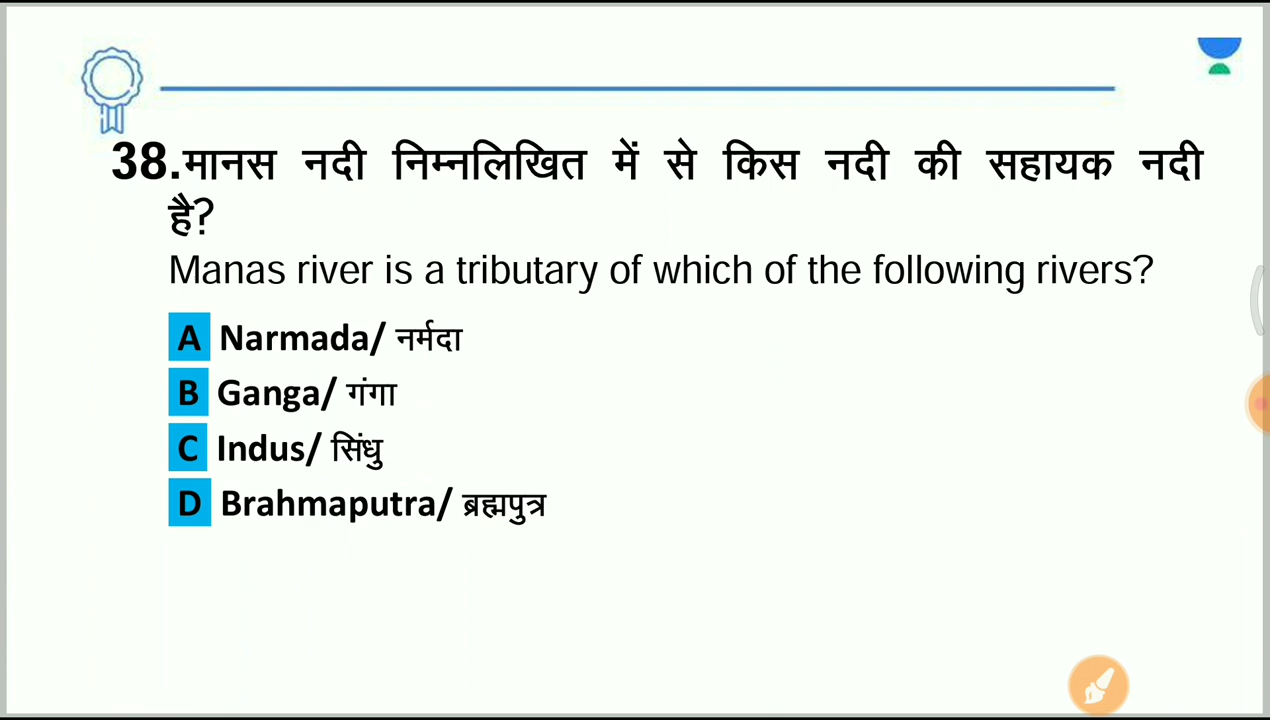 38.मानस नदी निम्नलिखित में से किस नदी की सहायक नदी
है?
Manas river is a tributary of which of the following rivers?
A Narmada/ नर्मदा
B Ganga/ गंगा
C Indus/ सिंधु
D Brahmaputra/ ब्रह्मपुत्र